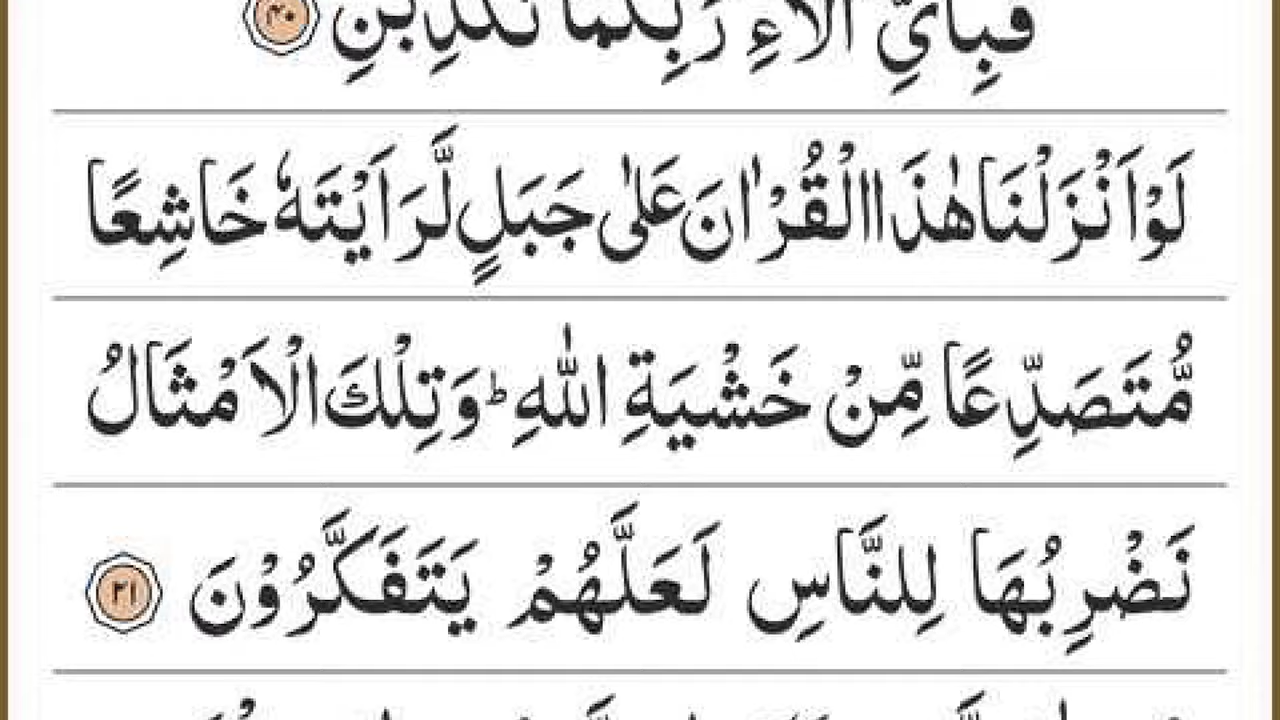 فَبِاَيِّ اٰلَآءِ رَبِّكُمَا تُكَذِّبٰنِ ۴۰
لَوْ اَنْزَلْنَا هٰذَا الْقُرْاٰنَ عَلٰى جَبَلٍ لَّرَاَيْتَهٗ خَاشِعًا
مُّتَصَدِّعًا مِّنْ خَشْيَةِ اللّٰهِ ؕ وَتِلْكَ الْاَمْثَالُ
نَضْرِبُهَا لِلنَّاسِ لَعَلَّهُمْ يَتَفَكَّرُوْنَ ۲۱